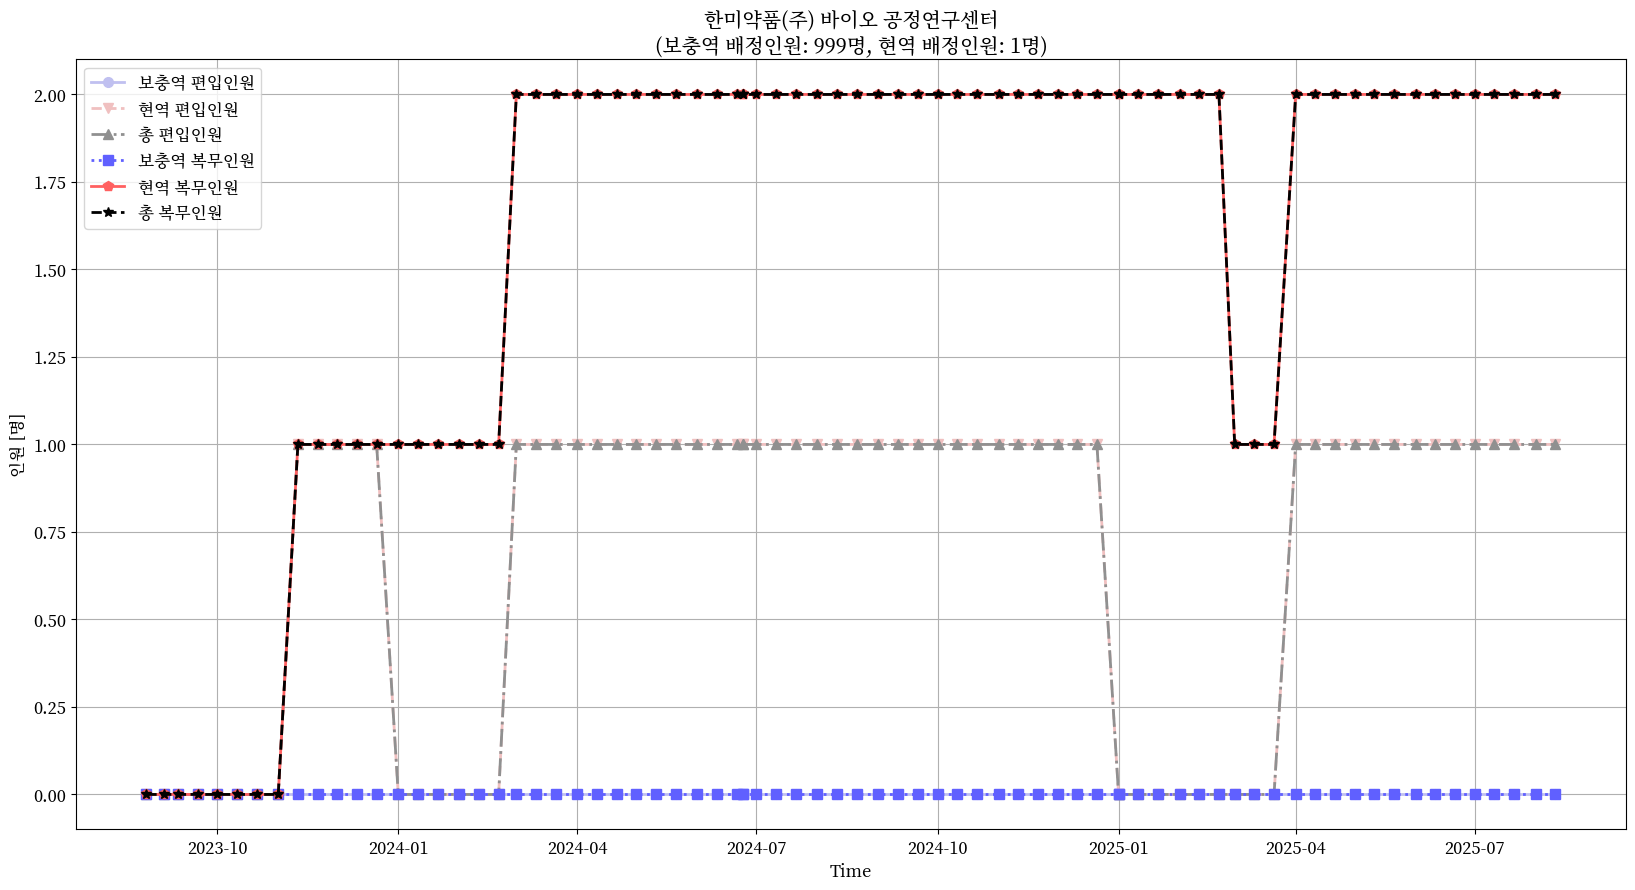 한미약품(주) 바이오 공정연구센터
(보충역 배정인원: 999명, 현역 배정인원: 1명)
보충역 편입인원
현역 편입인원
총 편입인원
보충역 복무인원
현역 복무인원
총 복무인원
2.00
1.75
1.50
1.25
1.00
0.75
0.50
0.25
0.00
인원 [명]
2023-10
2024-01
2024-04
2024-07
2024-10
2025-01
2025-04
2025-07
Time